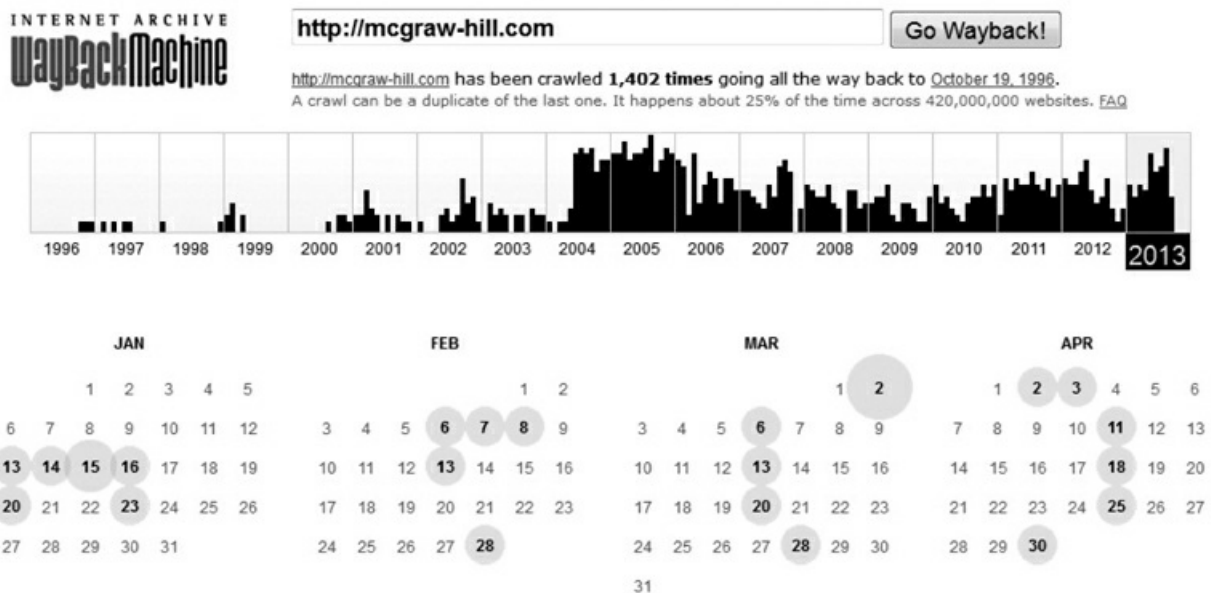 INTERNET ARCHIVE
WayBackMachine
http://mcgraw-hill.com
Go Wayback!
http://mcgraw-hill.com has been crawled 1,402 times going all the way back to October 19, 1996.
A crawl can be a duplicate of the last one. It happens about 25% of the time across 420,000,000 websites. FAQ
1996 1997 1998 1999 2000 2001 2002 2003 2004 2005 2006 2007 2008 2009 2010 2011 2012 2013
JAN
1 2 3 4 5
6 7 8 9 10 11 12
13 14 15 16 17 18 19
20 21 22 23 24 25 26
27 28 29 30 31
FEB
1 2
3 4 5 6 7 8 9
10 11 12 13 14 15 16
17 18 19 20 21 22 23
24 25 26 27 28
MAR
1 2
3 4 5 6 7 8 9
10 11 12 13 14 15 16
17 18 19 20 21 22 23
24 25 26 27 28 29 30
31
APR
1 2 3 4 5 6
7 8 9 10 11 12 13
14 15 16 17 18 19 20
21 22 23 24 25 26 27
28 29 30